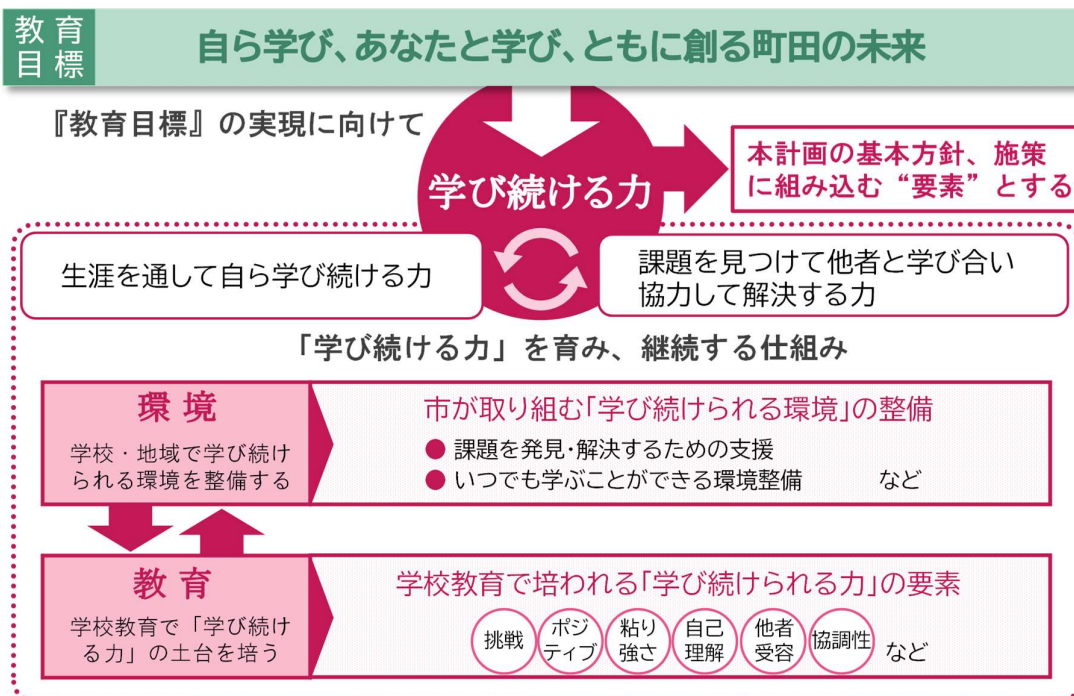 教育
目標
自ら学び、あなたと学び、ともに創る町田の未来
『教育目標』の実現に向けて
学び続ける力
本計画の基本方針、施策
に組み込む“要素”とする
生涯を通して自ら学び続ける力
課題を見つけて他者と学び合い
協力して解決する力
「学び続ける力」を育み、継続する仕組み
環境
学校・地域で学び続け
られる環境を整備する
市が取り組む「学び続けられる環境」の整備
● 課題を発見・解決するための支援
● いつでも学ぶことができる環境整備 など
教育
学校教育で「学び続け
る力」の土台を培う
学校教育で培われる「学び続けられる力」の要素
挑戦
ポジ
ティブ
粘り
強さ
自己
理解
他者
受容
協調性
など